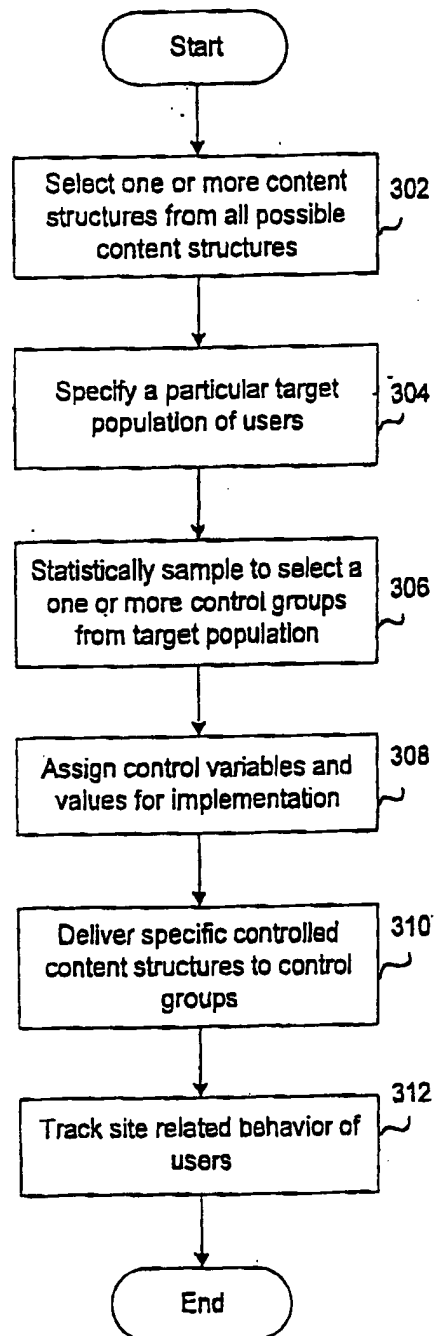 Start
Select one or more content
structures from all possible
content structures
302
Specify a particular target
population of users
304
Statistically sample to select a
one or more control groups
from target population
306
Assign control variables and
values for implementation
308
Deliver specific controlled
content structures to control
groups
310
Track site related behavior of
users
312
End